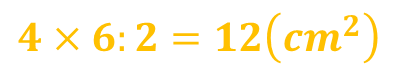 4 × 6: 2 = 12(cm²)